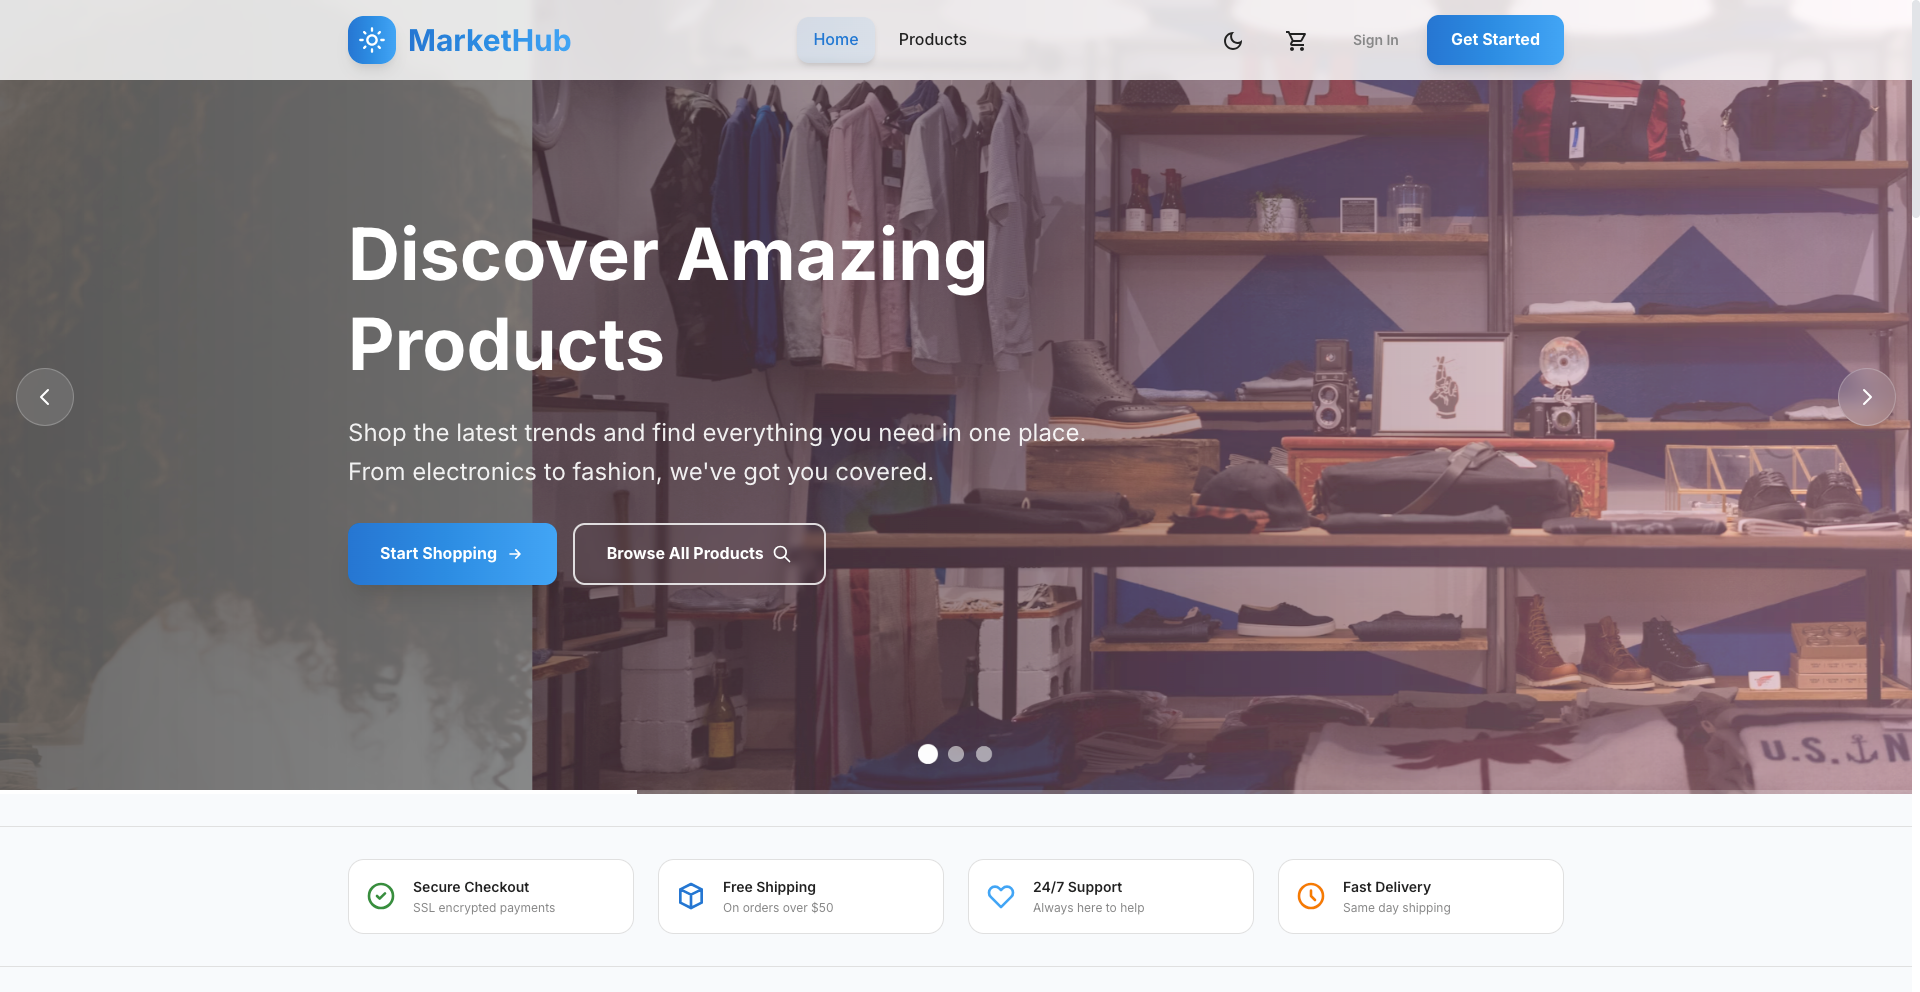 MarketHub
Home
Products
Sign In
Get Started
Discover Amazing
Products
Shop the latest trends and find everything you need in one place.
From electronics to fashion, we've got you covered.
Start Shopping
Browse All Products
U.S. N
Secure Checkout
SSL encrypted payments
Free Shipping
On orders over $50
24/7 Support
Always here to help
Fast Delivery
Same day shipping